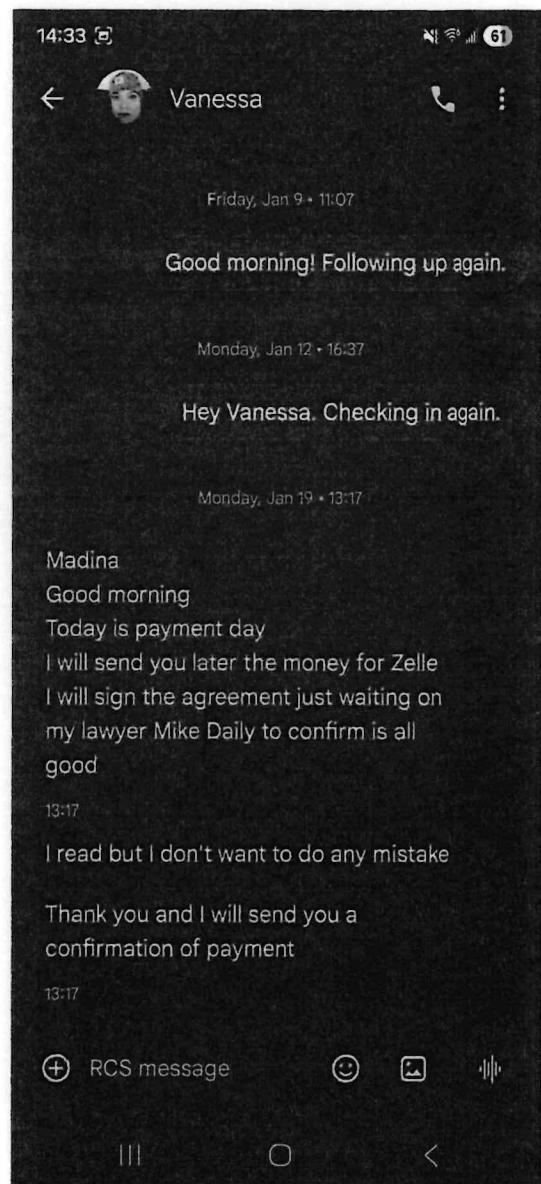 14:33
61
Vanessa
Friday, Jan 9 • 11:07
Good morning! Following up again.
Monday, Jan 12 • 16:37
Hey Vanessa. Checking in again.
Monday, Jan 19 • 13:17
Madina
Good morning
Today is payment day
I will send you later the money for Zelle
I will sign the agreement just waiting on
my lawyer Mike Daily to confirm is all
good
13:17
I read but I don't want to do any mistake
Thank you and I will send you a
confirmation of payment
13:17
RCS message